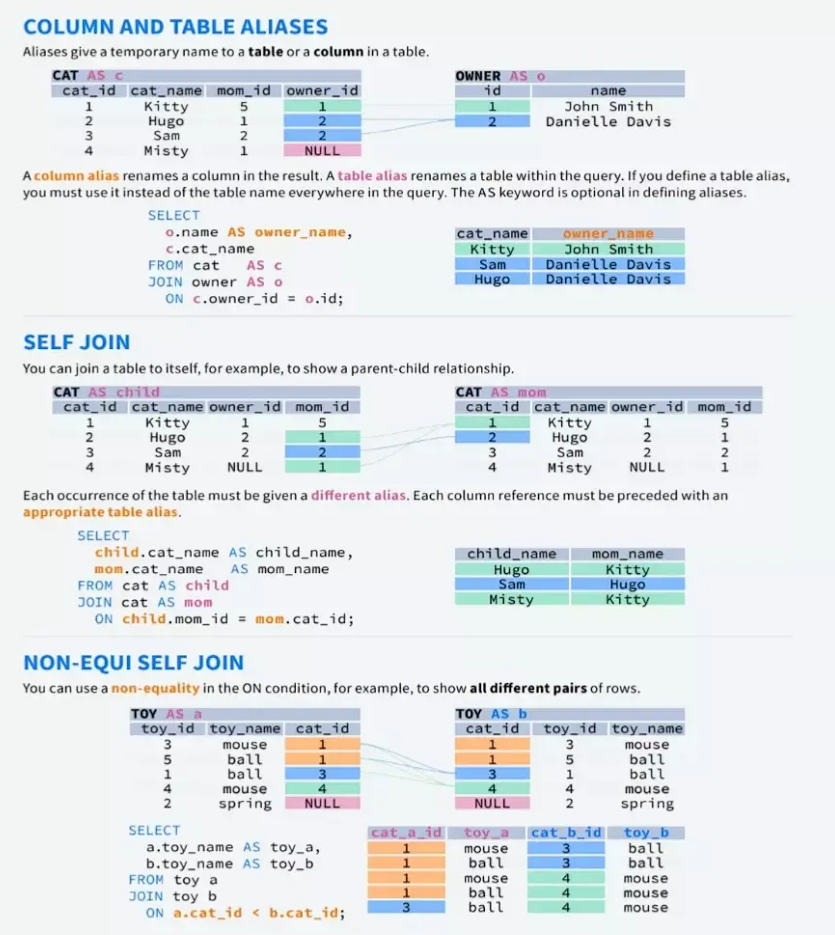 COLUMN AND TABLE ALIASES
Aliases give a temporary name to a table or a column in a table.
CAT AS c
cat_id cat_name mom_id owner_id
1 Kitty 5 1
2 Hugo 1 2
3 Sam 2 2
4 Misty 1 NULL
OWNER AS o
id name
1 John Smith
2 Danielle Davis
A column alias renames a column in the result. A table alias renames a table within the query. If you define a table alias,
you must use it instead of the table name everywhere in the query. The AS keyword is optional in defining aliases.
SELECT
o.name AS owner_name,
c.cat_name
FROM cat AS c
JOIN owner AS o
ON c.owner_id = o.id;
cat_name owner_name
Kitty John Smith
Sam Danielle Davis
Hugo Danielle Davis
SELF JOIN
You can join a table to itself, for example, to show a parent-child relationship.
CAT AS child
cat_id cat_name owner_id mom_id
1 Kitty 1 5
2 Hugo 2 1
3 Sam 2 2
4 Misty NULL 1
CAT AS mom
cat_id cat_name owner_id mom_id
1 Kitty 1 5
2 Hugo 2 1
3 Sam 2 2
4 Misty NULL 1
Each occurrence of the table must be given a different alias. Each column reference must be preceded with an
appropriate table alias.
SELECT
child.cat_name AS child_name,
mom.cat_name AS mom_name
FROM cat AS child
JOIN cat AS mom
ON child.mom_id = mom.cat_id;
child_name mom_name
Hugo Kitty
Sam Hugo
Misty Kitty
NON-EQUI SELF JOIN
You can use a non-equality in the ON condition, for example, to show all different pairs of rows.
TOY AS a
toy_id toy_name cat_id
3 mouse 1
5 ball 1
1 ball 3
4 mouse 4
2 spring NULL
TOY AS b
cat_id toy_id toy_name
1 3 mouse
1 5 ball
3 1 ball
4 4 mouse
NULL 2 spring
SELECT
a.toy_name AS toy_a,
b.toy_name AS toy_b
FROM toy a
JOIN toy b
ON a.cat_id < b.cat_id;
cat_a_id toy_a cat_b_id toy_b
1 mouse 3 ball
1 ball 3 ball
1 mouse 4 mouse
1 ball 4 mouse
3 ball 4 mouse